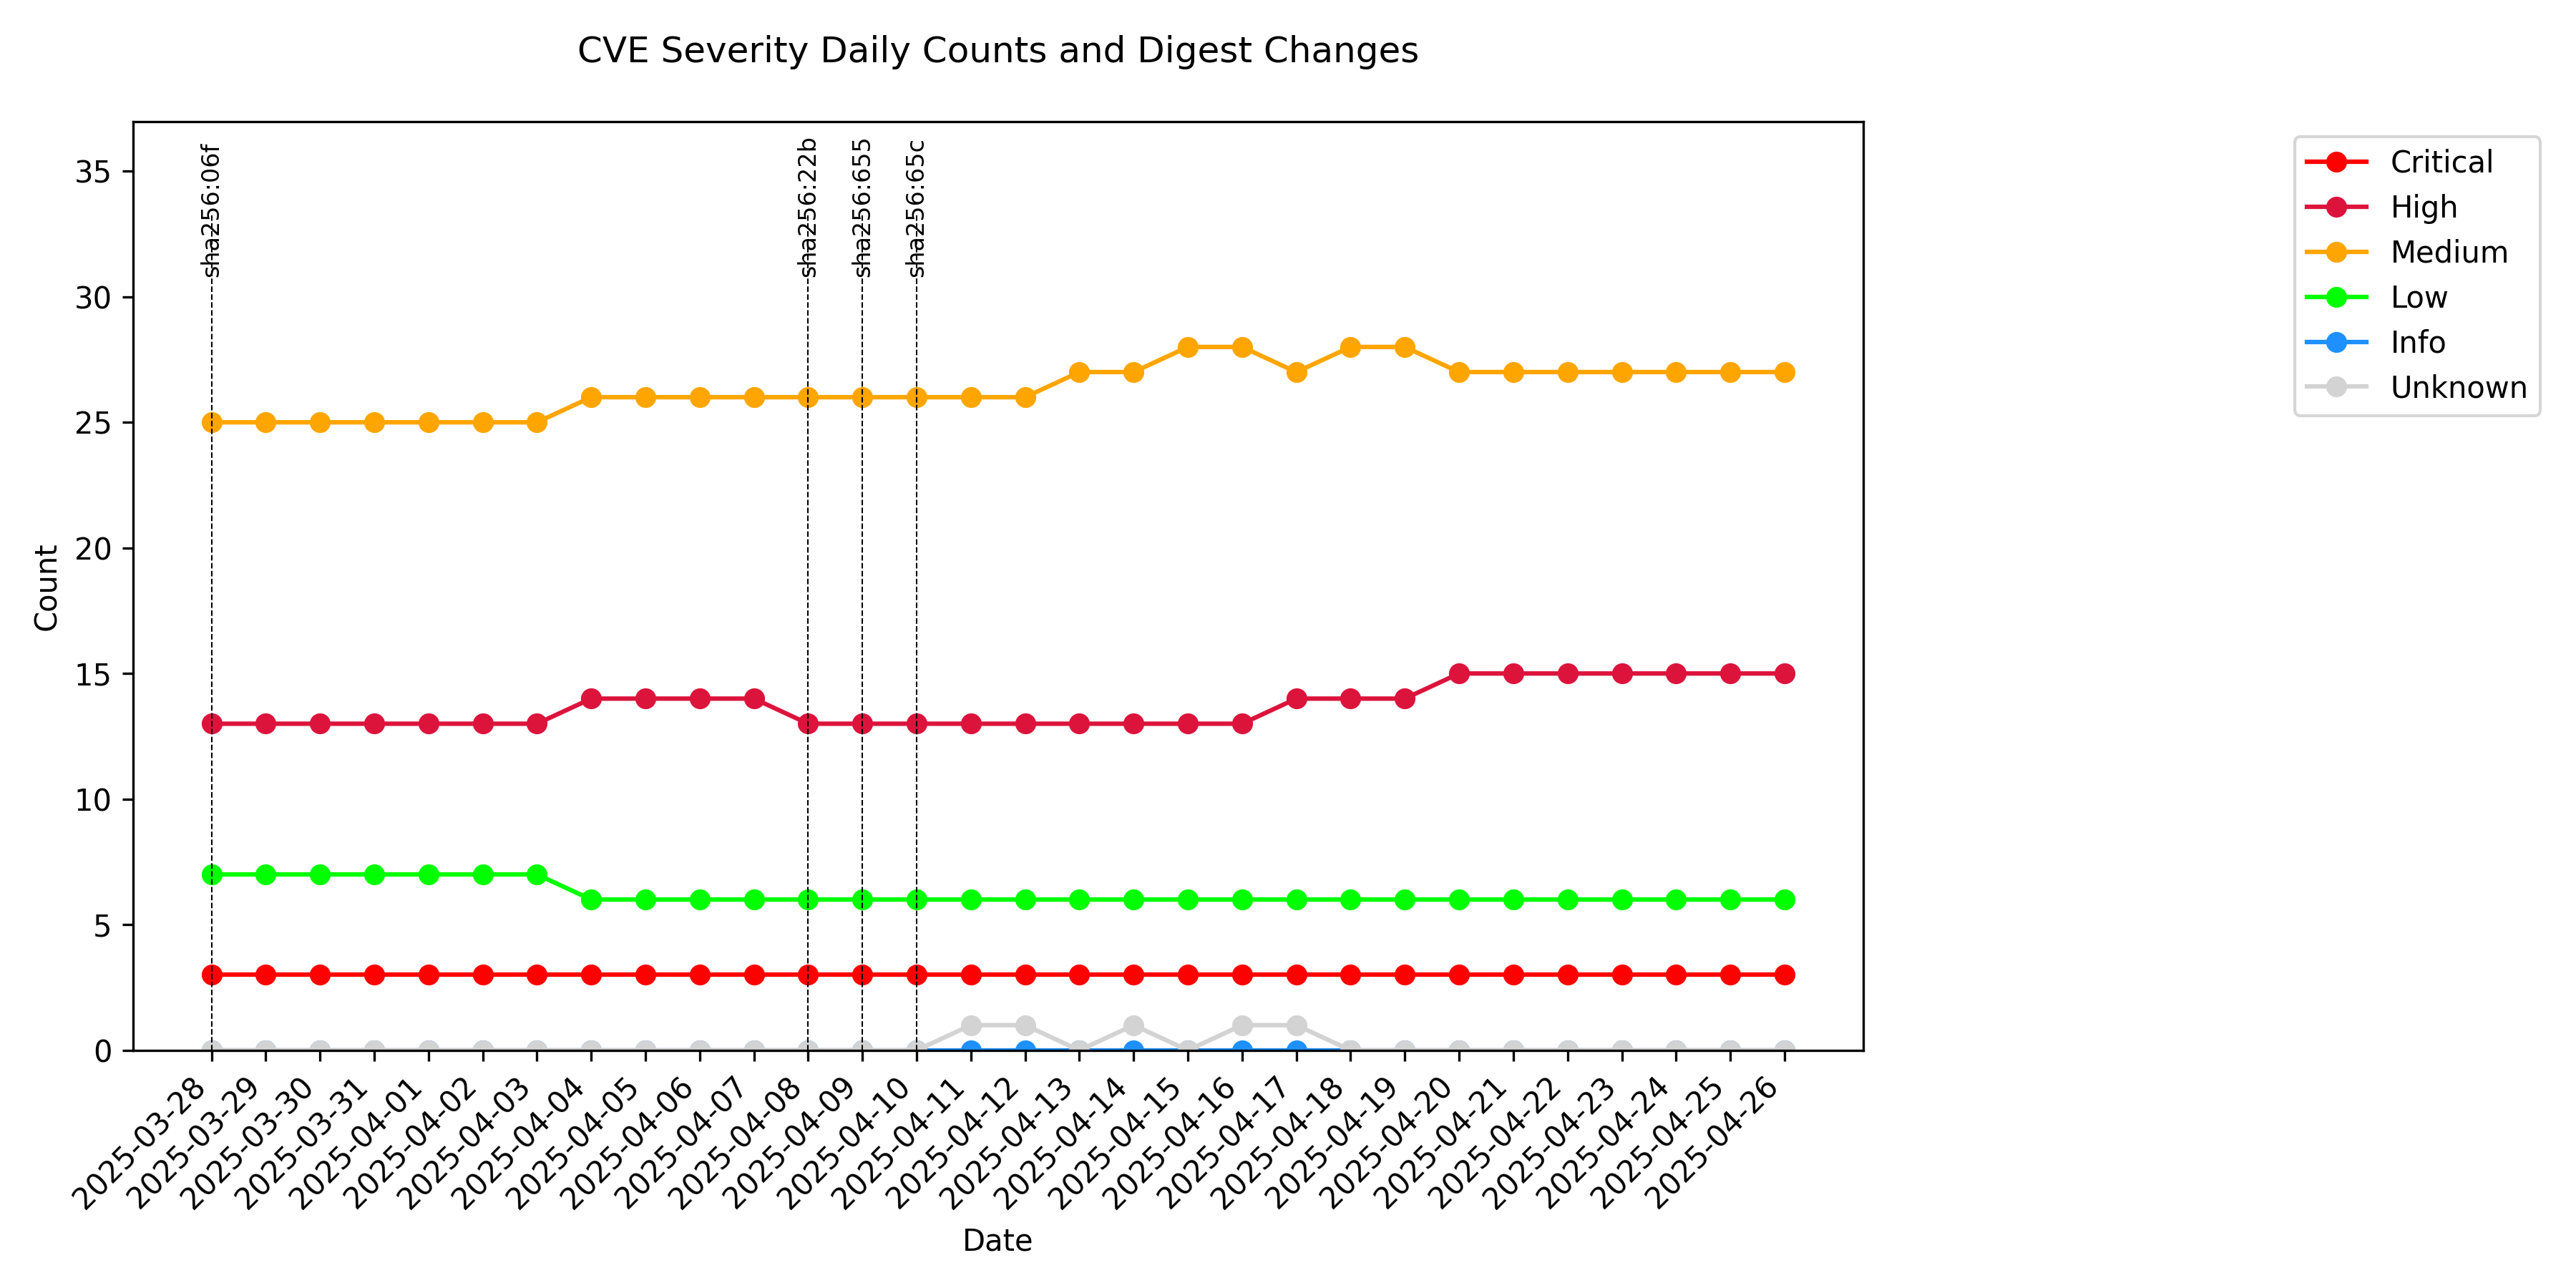 CVE Severity Daily Counts and Digest Changes
sha256:06f
sha256:22b
sha256:655
sha256:65c
Critical
High
Medium
Low
Info
Unknown
35
30
25
20
15
10
5
0
Count
2025-03-28
2025-03-29
2025-03-30
2025-03-31
2025-04-01
2025-04-02
2025-04-03
2025-04-04
2025-04-05
2025-04-06
2025-04-07
2025-04-08
2025-04-09
2025-04-10
2025-04-11
2025-04-12
2025-04-13
2025-04-14
2025-04-15
2025-04-16
2025-04-17
2025-04-18
2025-04-19
2025-04-20
2025-04-21
2025-04-22
2025-04-23
2025-04-24
2025-04-25
2025-04-26
Date